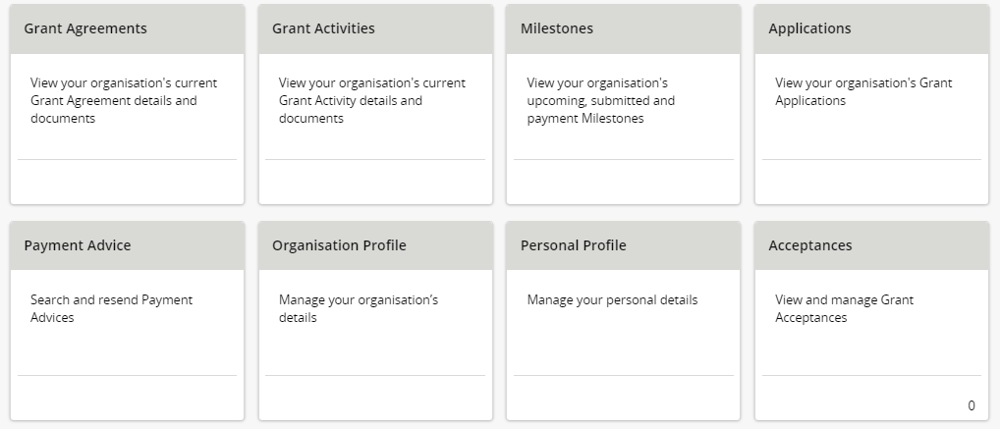 Grant Agreements
View your organisation's current
Grant Agreement details and
documents
Grant Activities
View your organisation's current
Grant Activity details and
documents
Milestones
View your organisation's
upcoming, submitted and
payment Milestones
Applications
View your organisation's Grant
Applications
Payment Advice
Search and resend Payment
Advices
Organisation Profile
Manage your organisation’s
details
Personal Profile
Manage your personal details
Acceptances
View and manage Grant
Acceptances
0